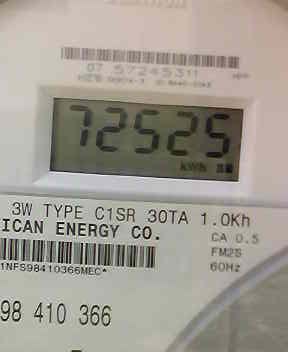 07 57245311
72525
kWh
3W TYPE C1SR 30TA 1.0Kh
ICAN ENERGY CO.
CA 0.5
FM2S
60Hz
1NFS98410366MEC*
98 410 366